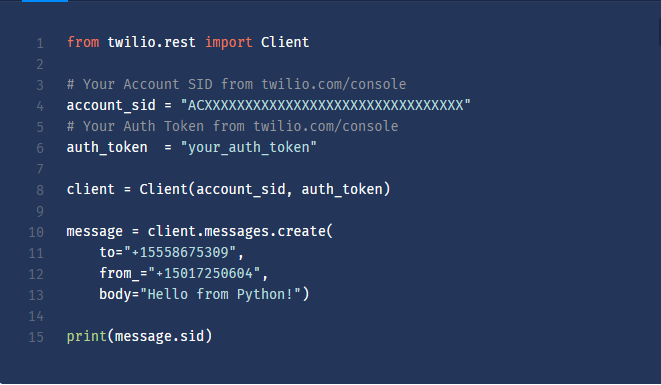 1 from twilio.rest import Client
2
3 # Your Account SID from twilio.com/console
4 account_sid = "ACXXXXXXXXXXXXXXXXXXXXXXXXXXXXXXXX"
5 # Your Auth Token from twilio.com/console
6 auth_token  = "your_auth_token"
7
8 client = Client(account_sid, auth_token)
9
10 message = client.messages.create(
11     to="+15558675309",
12     from_="+15017250604",
13     body="Hello from Python!")
14
15 print(message.sid)